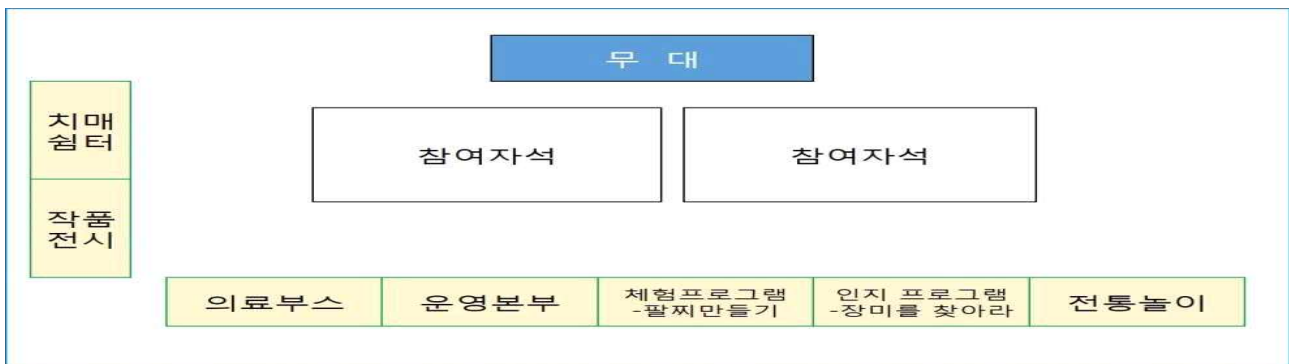 무 대
치매
쉼터
참여자석
참여자석
작품
전시
의료부스
운영본부
체험프로그램
-팔찌만들기
인지 프로그램
-장미를 찾아라
전통놀이